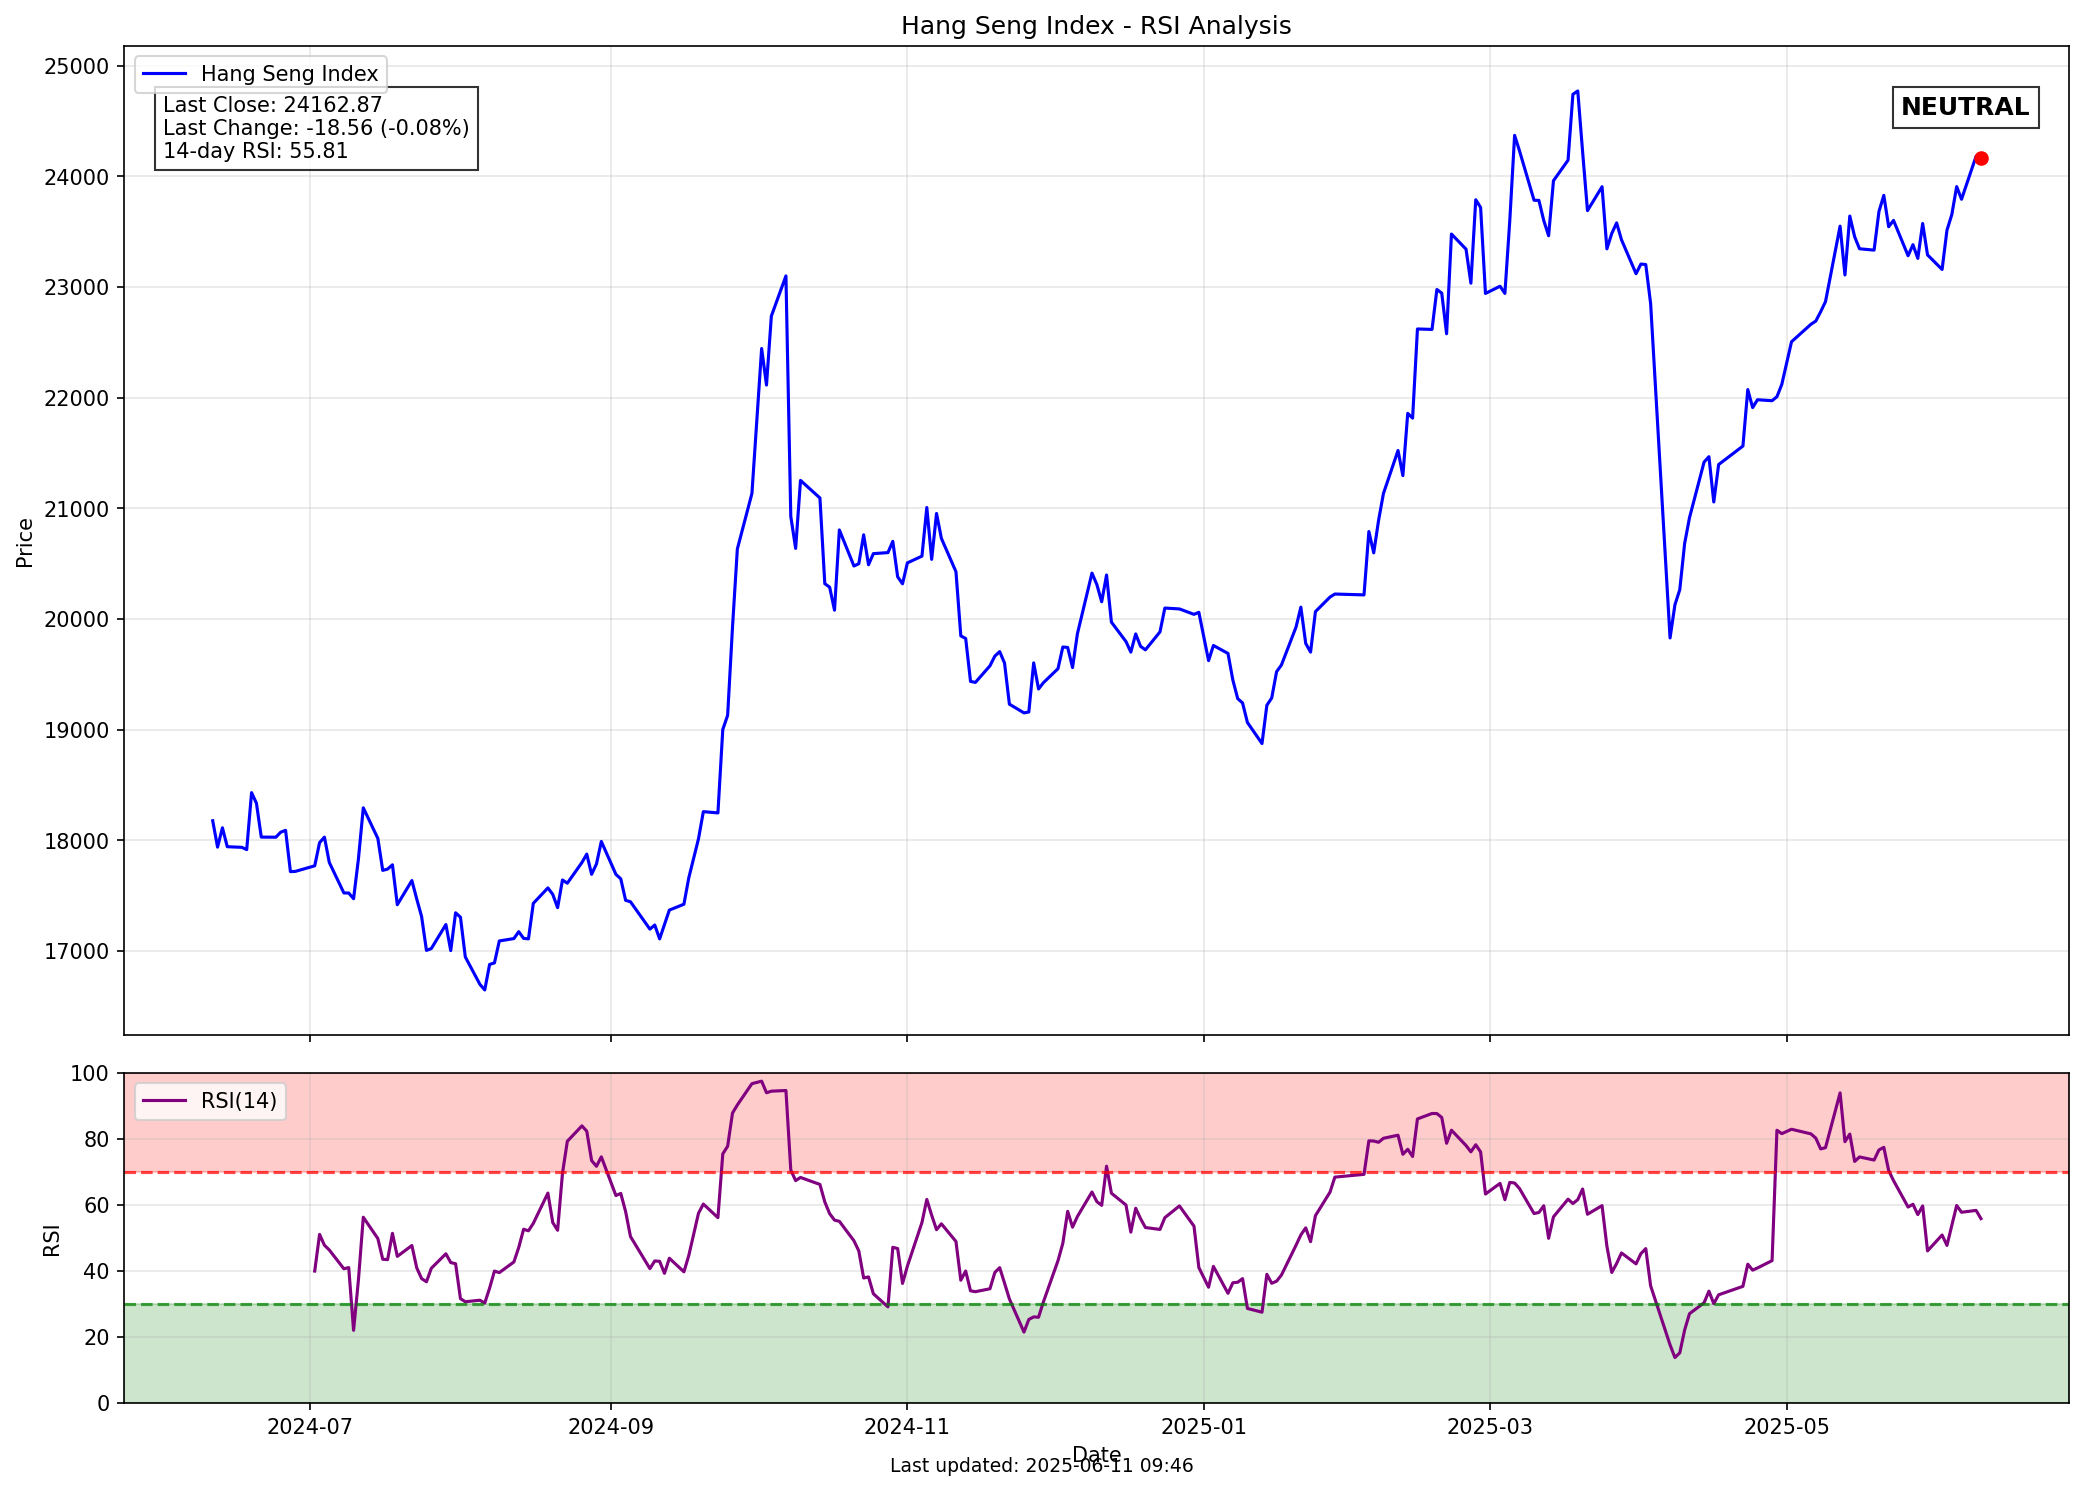 Hang Seng Index - RSI Analysis
Hang Seng Index
Last Close: 24162.87
Last Change: -18.56 (-0.08%)
14-day RSI: 55.81
NEUTRAL
25000
24000
23000
22000
21000
20000
19000
18000
17000
Price
RSI(14)
100
80
60
40
20
0
RSI
2024-07
2024-09
2024-11
2025-01
2025-03
2025-05
Date
Last updated: 2025-06-11 09:46